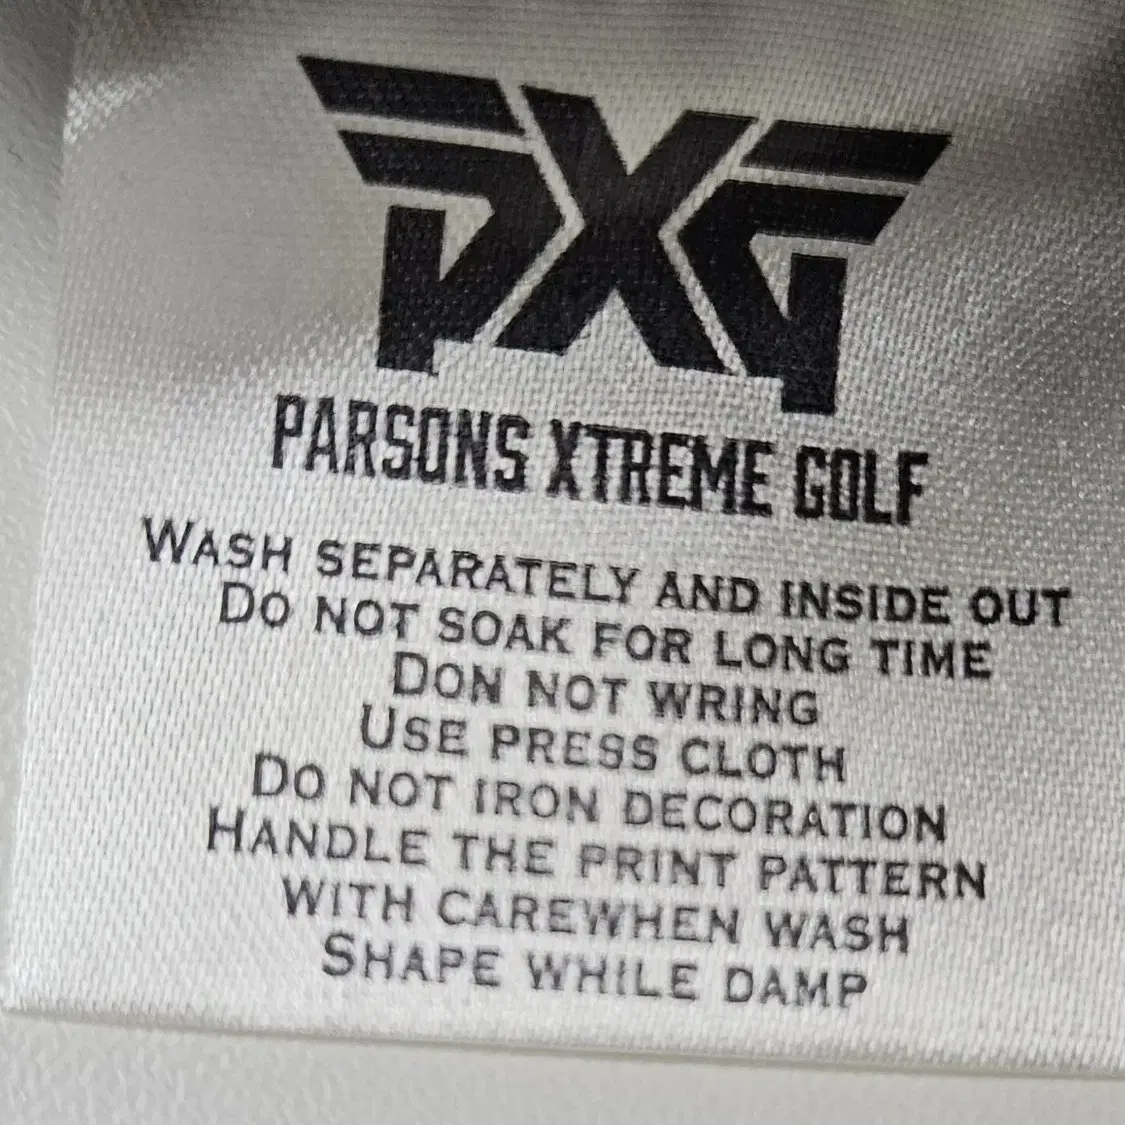 PXG
PARSONS XTREME GOLF
WASH SEPARATELY AND INSIDE OUT
DO NOT SOAK FOR LONG TIME
DON NOT WRING
USE PRESS CLOTH
DO NOT IRON DECORATION
HANDLE THE PRINT PATTERN
WITH CAREWHEN WASH
SHAPE WHILE DAMP